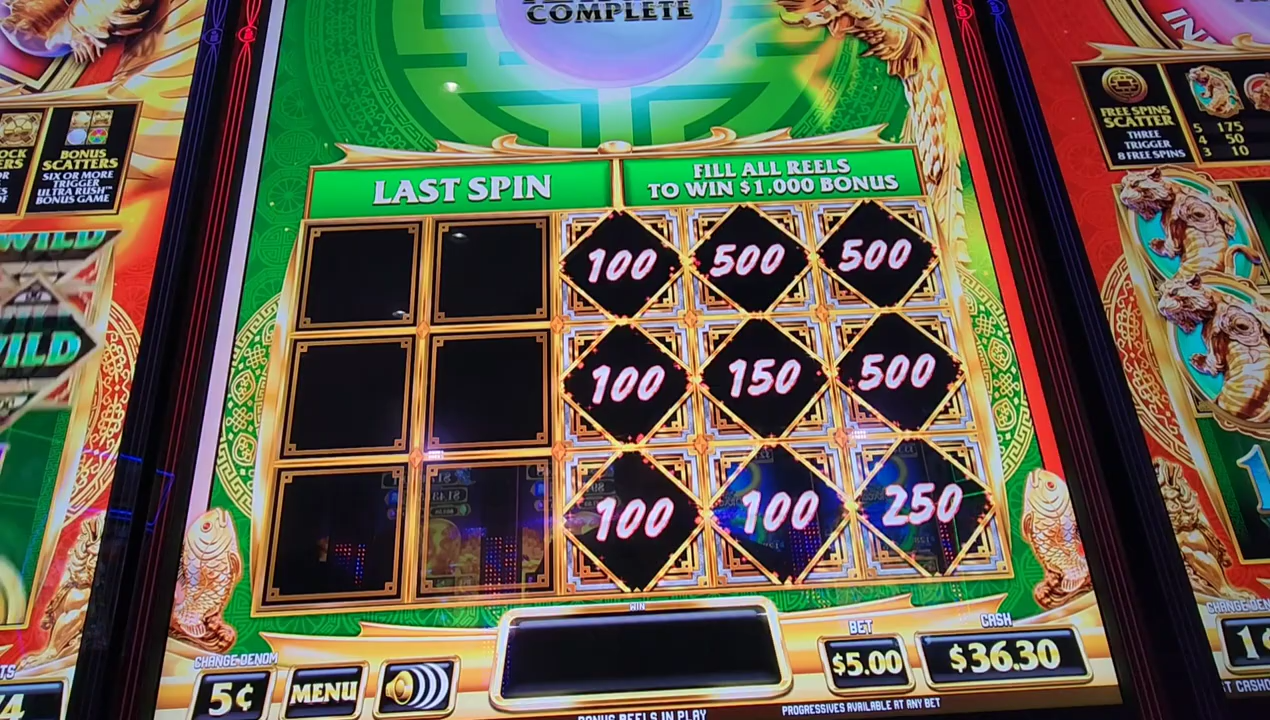 COMPLETE
LAST SPIN
FILL ALL REELS
TO WIN $1,000 BONUS
100 500 500
100 150 500
100 100 250
WIN
BET
$5.00
CASH
$36.30
CHANGE DENOM
5¢
MENU
BONUS REELS IN PLAY
PROGRESSIVES AVAILABLE AT ANY BET
BONUS
SCATTERS
SIX OR MORE
TRIGGER
ULTRA RUSH™
BONUS GAME
WILD
WILD
FREE SPINS
SCATTER
THREE
TRIGGER
8 FREE SPINS
5 175
4 50
3 10
CHANGE DENOM
1¢